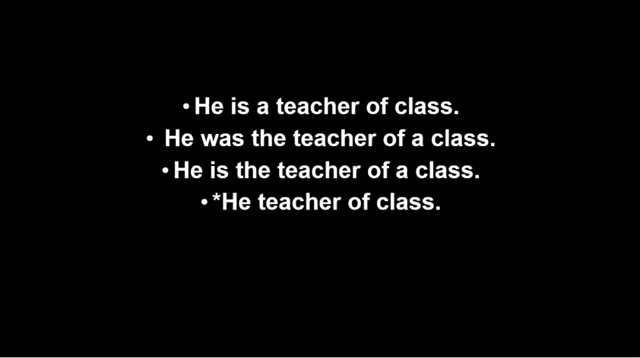 •He is a teacher of class.
• He was the teacher of a class.
•He is the teacher of a class.
•*He teacher of class.